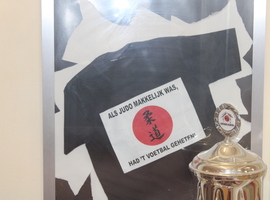 ALS JUDO MAKKELIJK WAS,
柔道
HAD 'T VOETBAL GEHETEN!